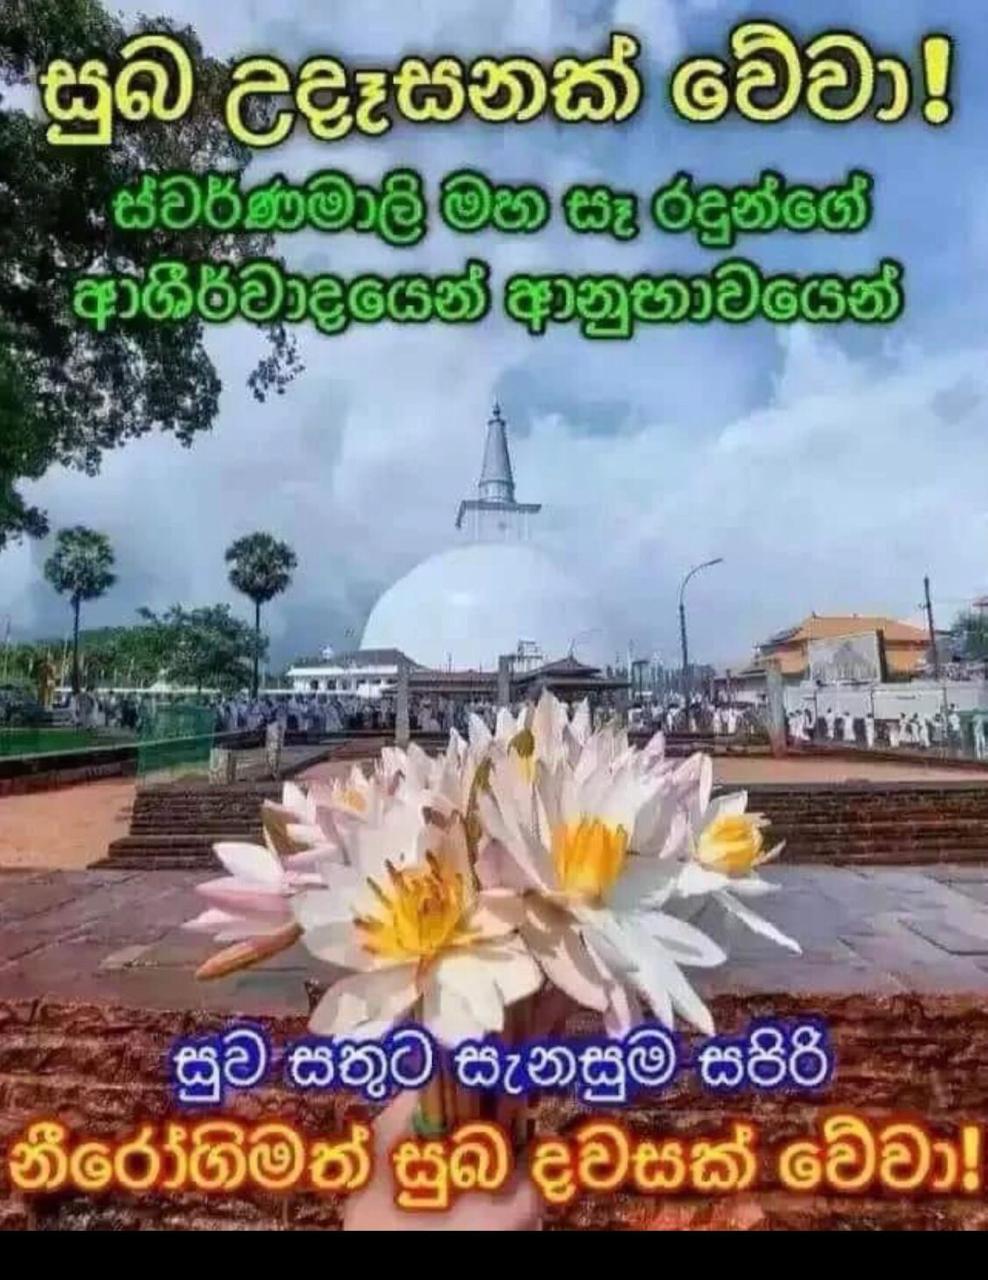 සුබ උදෑසනක් වේවා!
ස්වර්ණමාලි මහ සෑ රදුන්ගේ
ආශීර්වාදයෙන් ආනුභාවයෙන්
සුව සතුට සැනසුම සපිරි
නීරෝගිමත් සුබ දවසක් වේවා!